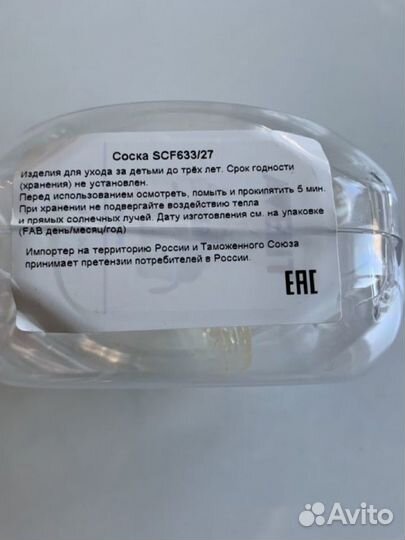 Соска SCF633/27
Изделия для ухода за детьми до трёх лет. Срок годности
(хранения) не установлен.
Перед использованием осмотреть, помыть и прокипятить 5 мин.
При хранении не подвергайте воздействию тепла
и прямых солнечных лучей. Дату изготовления см. на упаковке
(FAB день/месяц/год)
Импортер на территорию России и Таможенного Союза
принимает претензии потребителей в России.
EAC
Avito